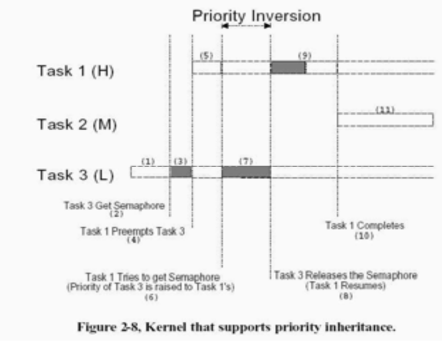 Priority Inversion
(5)
(9)
Task 1 (H)
(11)
Task 2 (M)
(1)
(3)
(7)
Task 3 (L)
Task 3 Get Semaphore
(2)
Task 1 Preempts Task 3
(4)
Task 1 Completes
(10)
Task 1 Tries to get Semaphore
(Priority of Task 3 is raised to Task 1's)
(6)
Task 3 Releases the Semaphore
(Task 1 Resumes)
(8)
Figure 2-8, Kernel that supports priority inheritance.